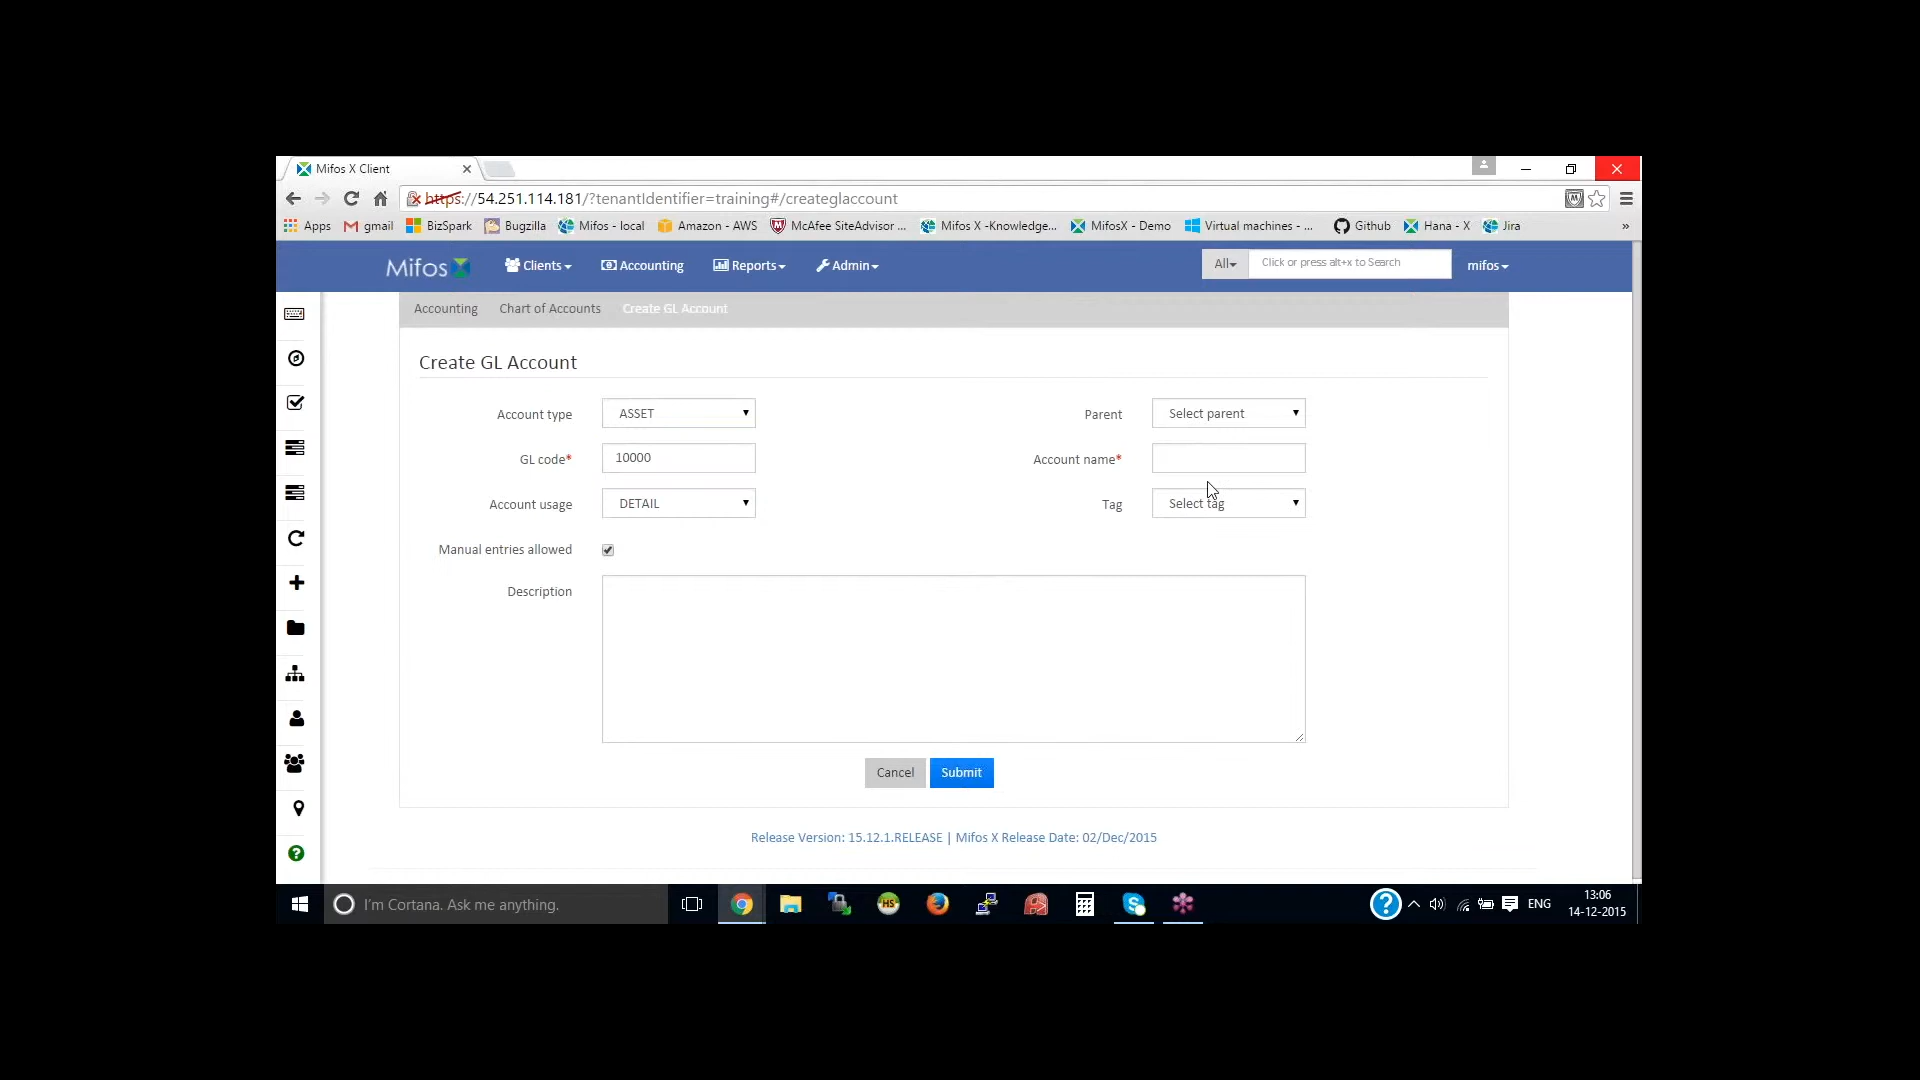 Mifos X Client
https://54.251.114.181/?tenantIdentifier=training#/createglaccount
Apps gmail BizSpark Bugzilla Mifos - local Amazon - AWS McAfee SiteAdvisor ... Mifos X -Knowledge... MifosX - Demo Virtual machines - ... Github Hana - X Jira »
Mifos Clients Accounting Reports Admin All Click or press alt+x to Search mifos
Accounting Chart of Accounts Create GL Account
Create GL Account
Account type ASSET Parent Select parent
GL code* 10000 Account name*
Account usage DETAIL Tag Select tag
Manual entries allowed
Description
Cancel Submit
Release Version: 15.12.1.RELEASE | Mifos X Release Date: 02/Dec/2015
I'm Cortana. Ask me anything. HS ENG 13:06
14-12-2015